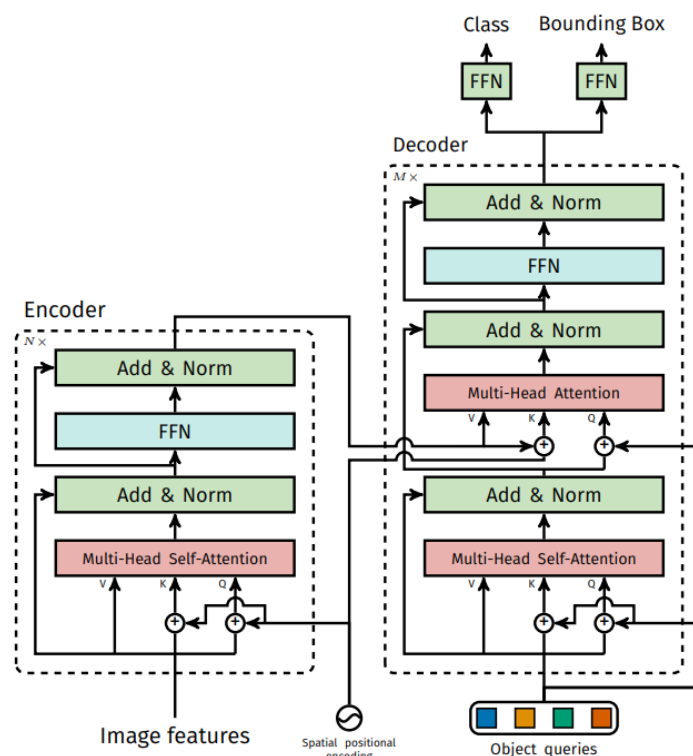 Class
Bounding Box
FFN
FFN
Decoder
M ×
Add & Norm
FFN
Add & Norm
Multi-Head Attention
V
K
Q
Add & Norm
Multi-Head Self-Attention
V
K
Q
Object queries
Encoder
N ×
Add & Norm
FFN
Add & Norm
Multi-Head Self-Attention
V
K
Q
Image features
Spatial positional
encoding